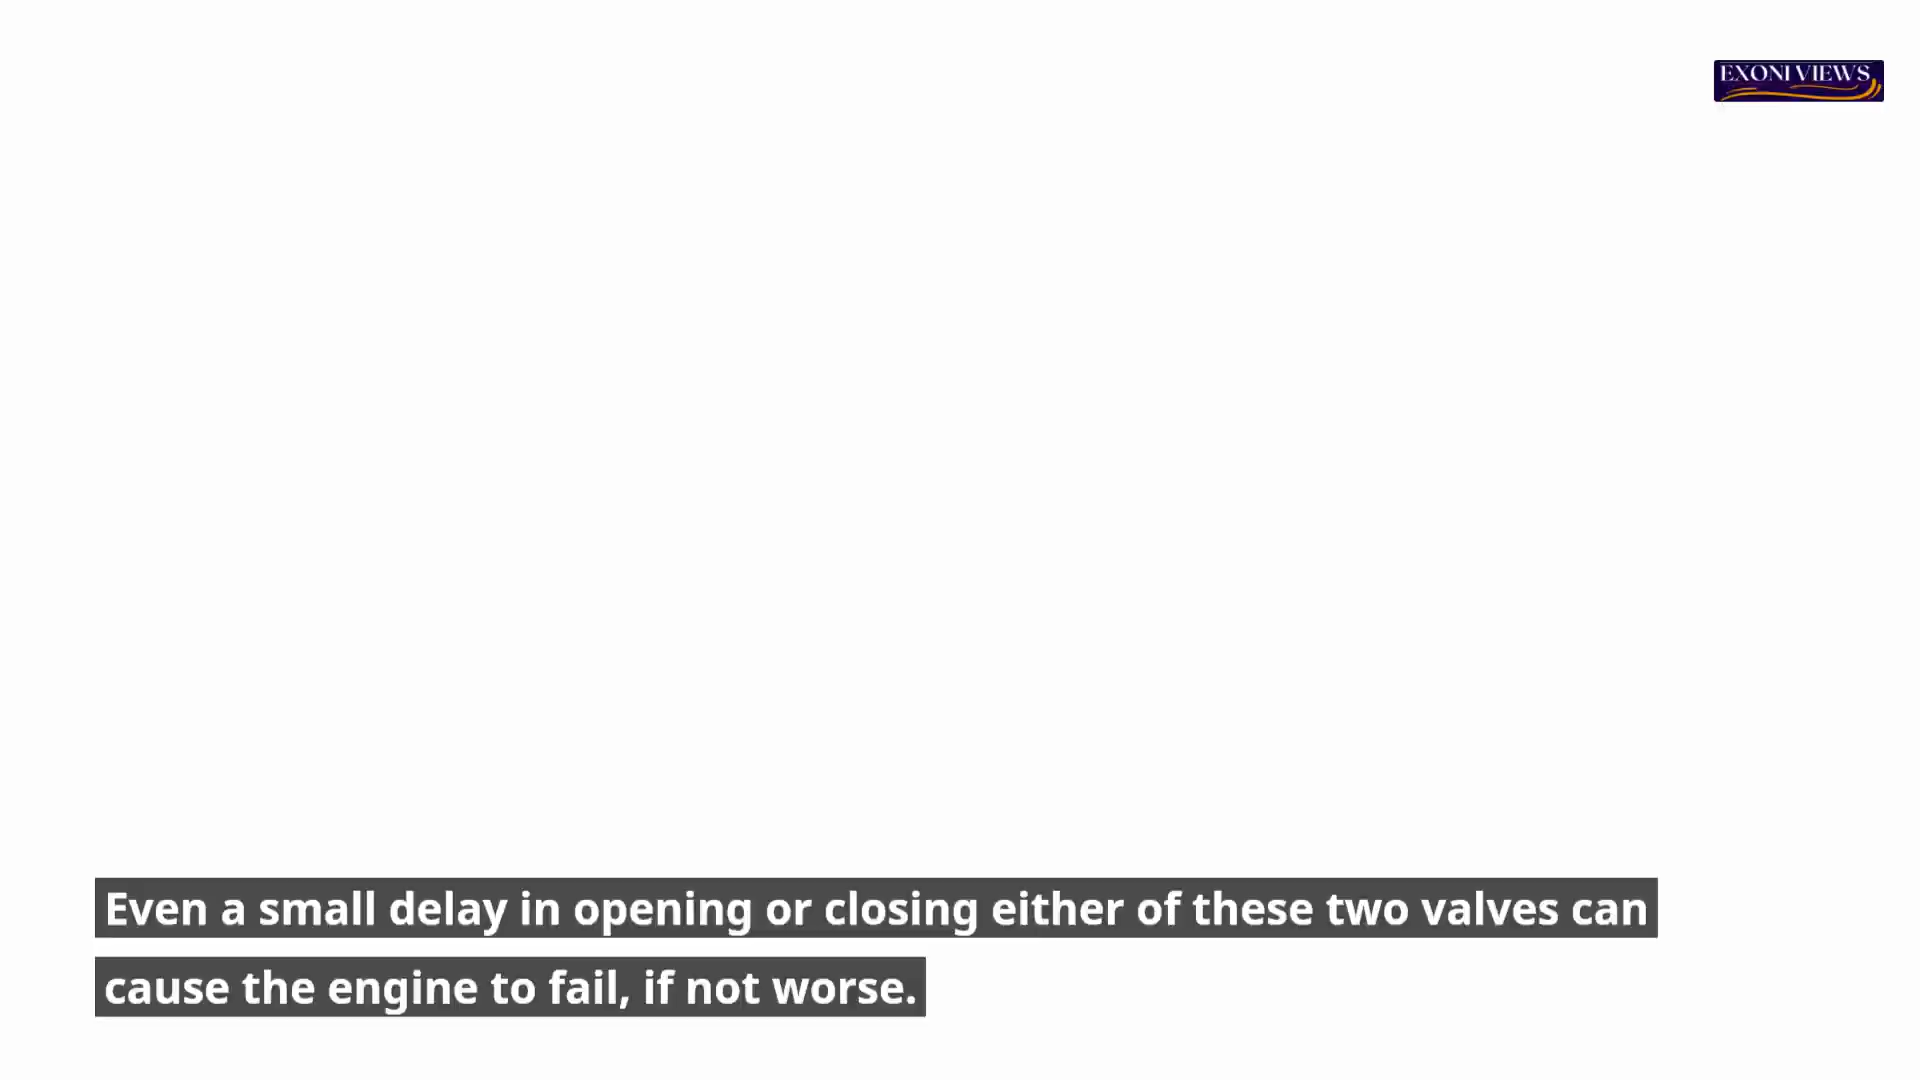 EXONI VIEWS
Even a small delay in opening or closing either of these two valves can
cause the engine to fail, if not worse.